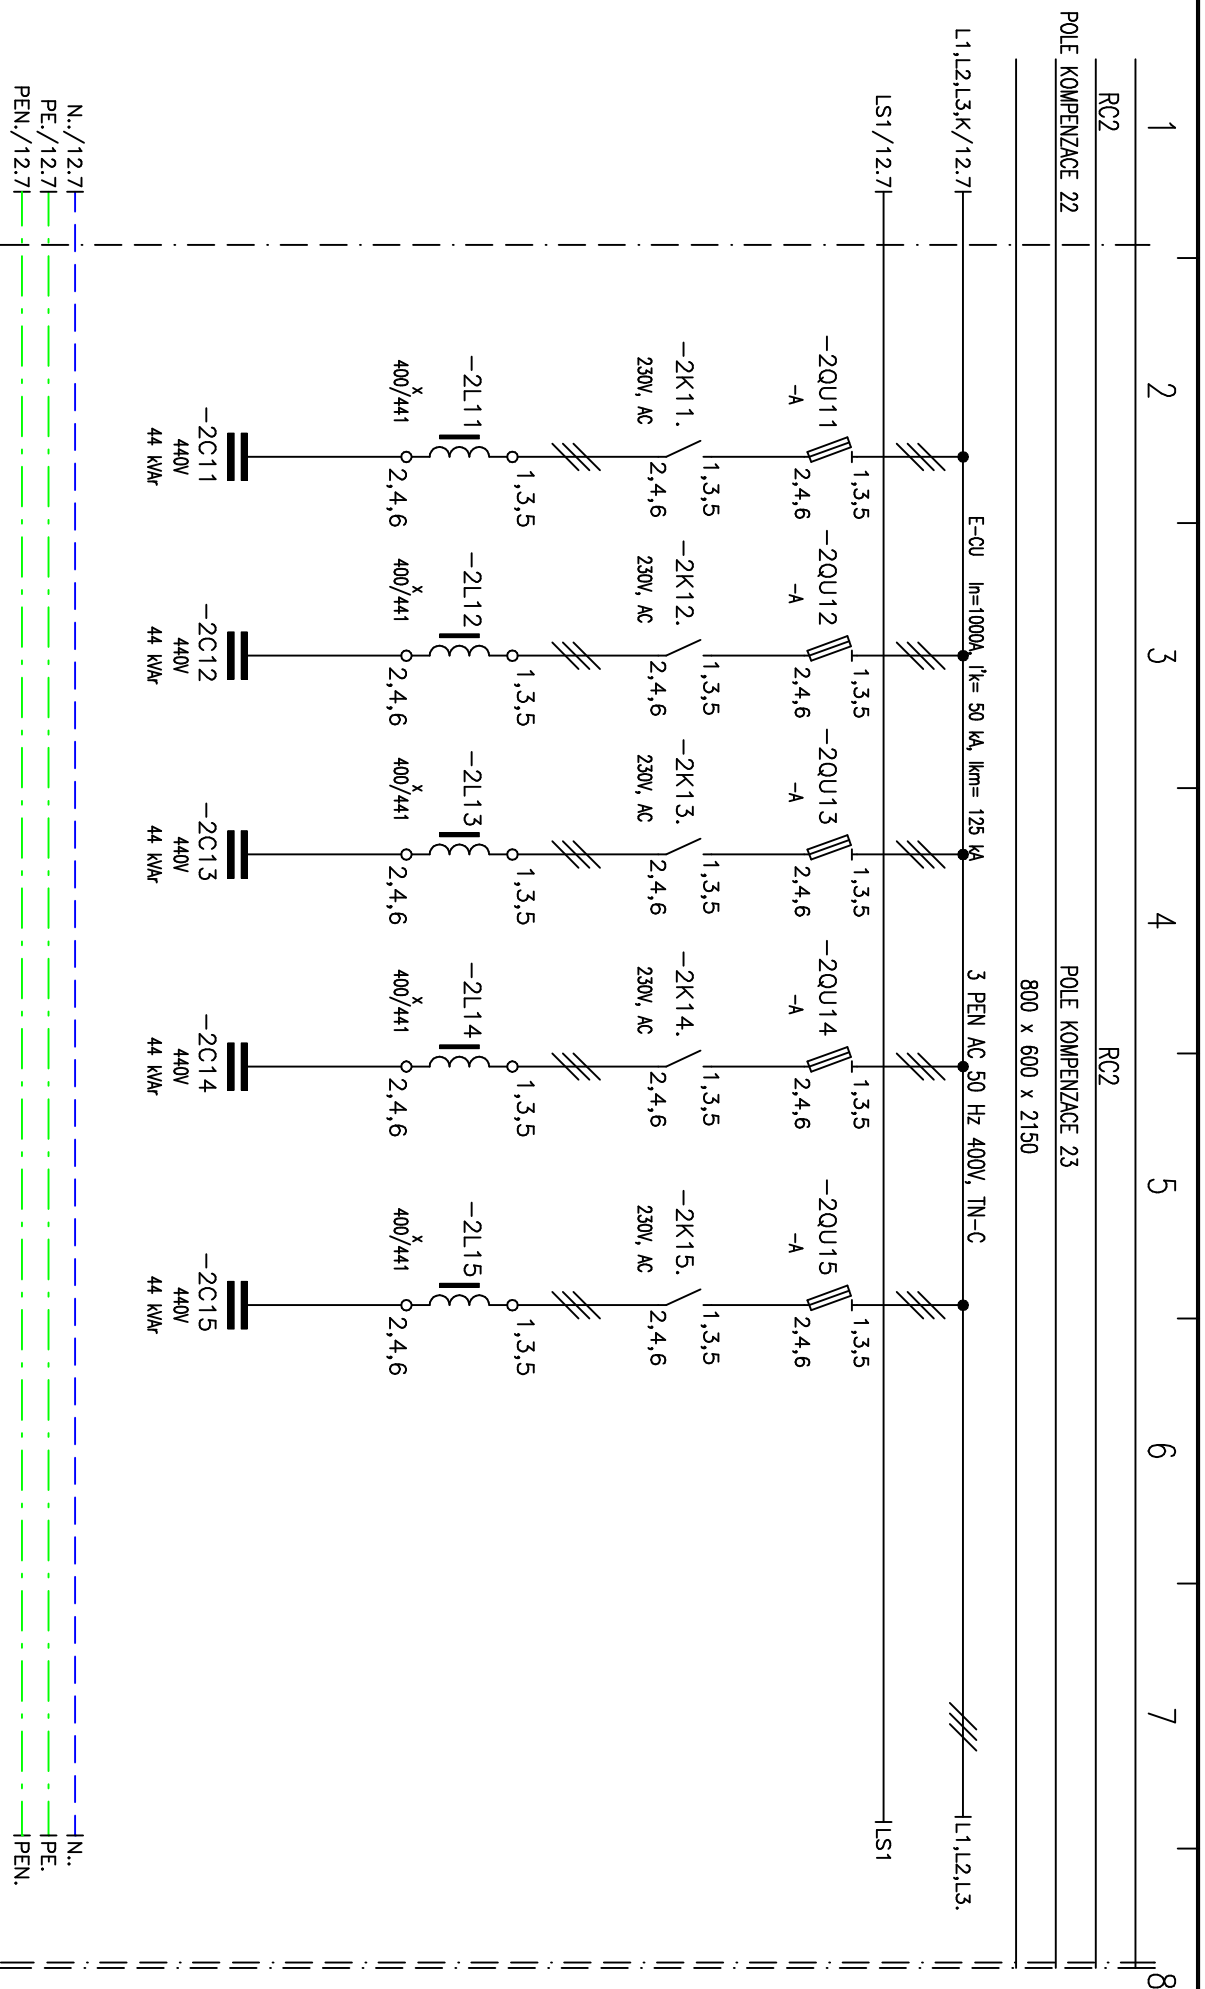 1 2 3 4 5 6 7 8
RC2 RC2
POLE KOMPENZACE 22 POLE KOMPENZACE 23
800 x 600 x 2150
E-CU In=1000A, I'k= 50 kA, Ikm= 125 kA 3 PEN AC 50 Hz 400V, TN-C
L1,L2,L3,K/12.7 L1,L2,L3.
LS1/12.7 LS1
1,3,5 1,3,5 1,3,5 1,3,5 1,3,5
-2QU11 -2QU12 -2QU13 -2QU14 -2QU15
-A -A -A -A -A
2,4,6 2,4,6 2,4,6 2,4,6 2,4,6
1,3,5 1,3,5 1,3,5 1,3,5 1,3,5
-2K11. -2K12. -2K13. -2K14. -2K15.
230V, AC 230V, AC 230V, AC 230V, AC 230V, AC
2,4,6 2,4,6 2,4,6 2,4,6 2,4,6
1,3,5 1,3,5 1,3,5 1,3,5 1,3,5
-2L11 -2L12 -2L13 -2L14 -2L15
x x x x x
400/441 400/441 400/441 400/441 400/441
2,4,6 2,4,6 2,4,6 2,4,6 2,4,6
-2C11 -2C12 -2C13 -2C14 -2C15
440V 440V 440V 440V 440V
44 kVAr 44 kVAr 44 kVAr 44 kVAr 44 kVAr
N../12.7 N..
PE./12.7 PE.
PEN./12.7 PEN.